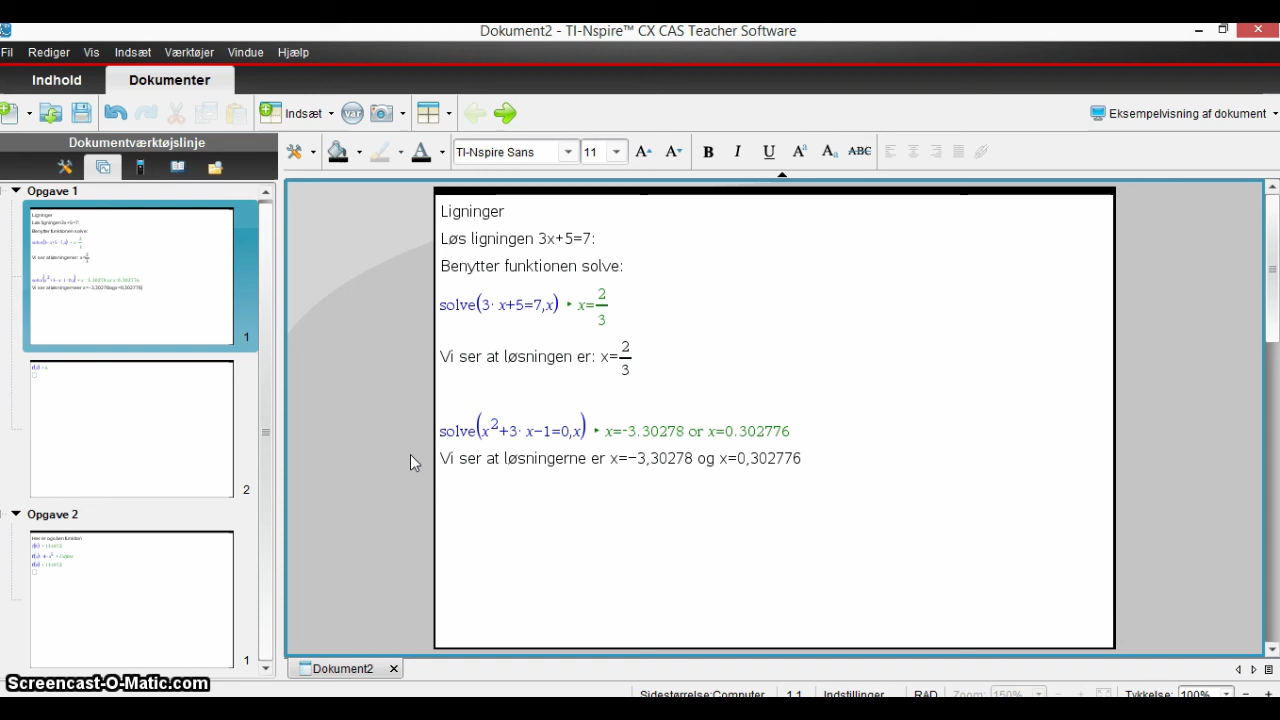 Dokument2 - TI-Nspire™ CX CAS Teacher Software
Fil Rediger Vis Indsæt Værktøjer Vindue Hjælp
Indhold Dokumenter
Indsæt var Eksempelvisning af dokument
Dokumentværktøjslinje
TI-Nspire Sans 11 A A B I U A A ABC
Opgave 1
Ligninger
Løs ligningen 3x+5=7:
Benytter funktionen solve:
solve(3·x+5=7,x) ▸ x=2/3
Vi ser at løsningen er: x=2/3
solve(x²+3·x−1=0,x) ▸ x=-3.30278 or x=0.302776
Vi ser at løsningerne er x=−3,30278 og x=0,302776
1
2
Opgave 2
1
Dokument2
Screencast-O-Matic.com
Sidestørrelse:Computer 1.1 Indstillinger RAD Zoom: 150% Tykkelse: 100%